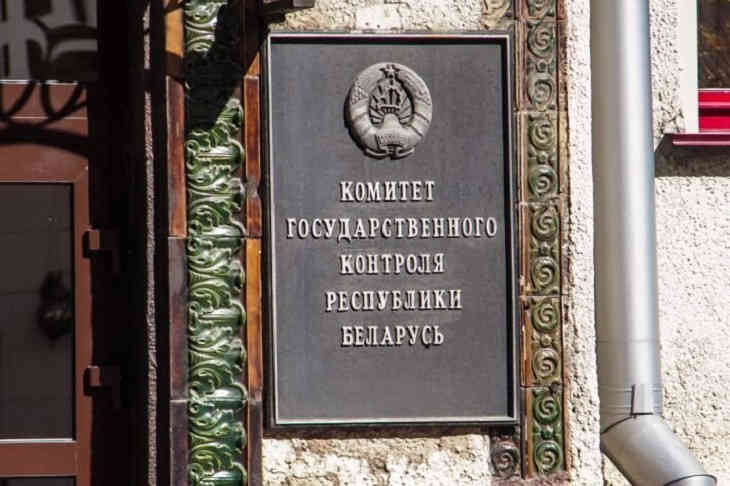 КОМИТЕТ
ГОСУДАРСТВЕННОГО
КОНТРОЛЯ
РЕСПУБЛИКИ
БЕЛАРУСЬ